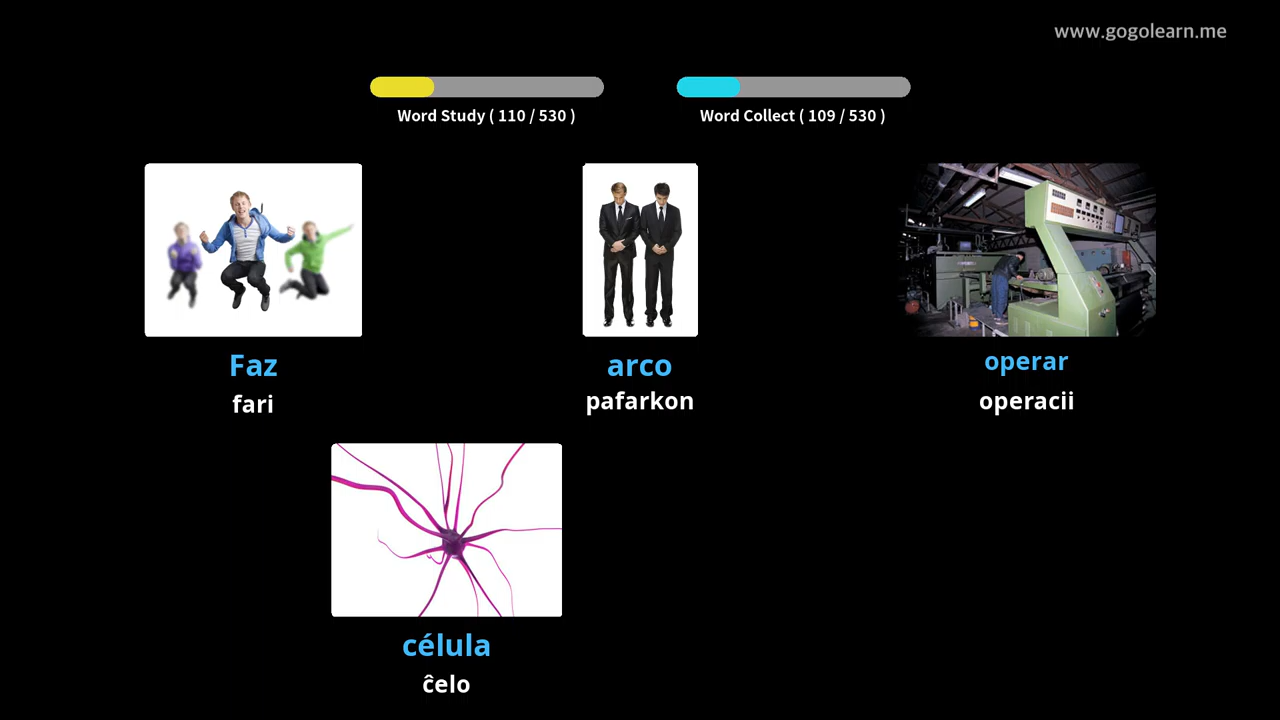 www.gogolearn.me
Word Study ( 110 / 530 )
Word Collect ( 109 / 530 )
Faz
fari
arco
pafarkon
operar
operacii
célula
ĉelo